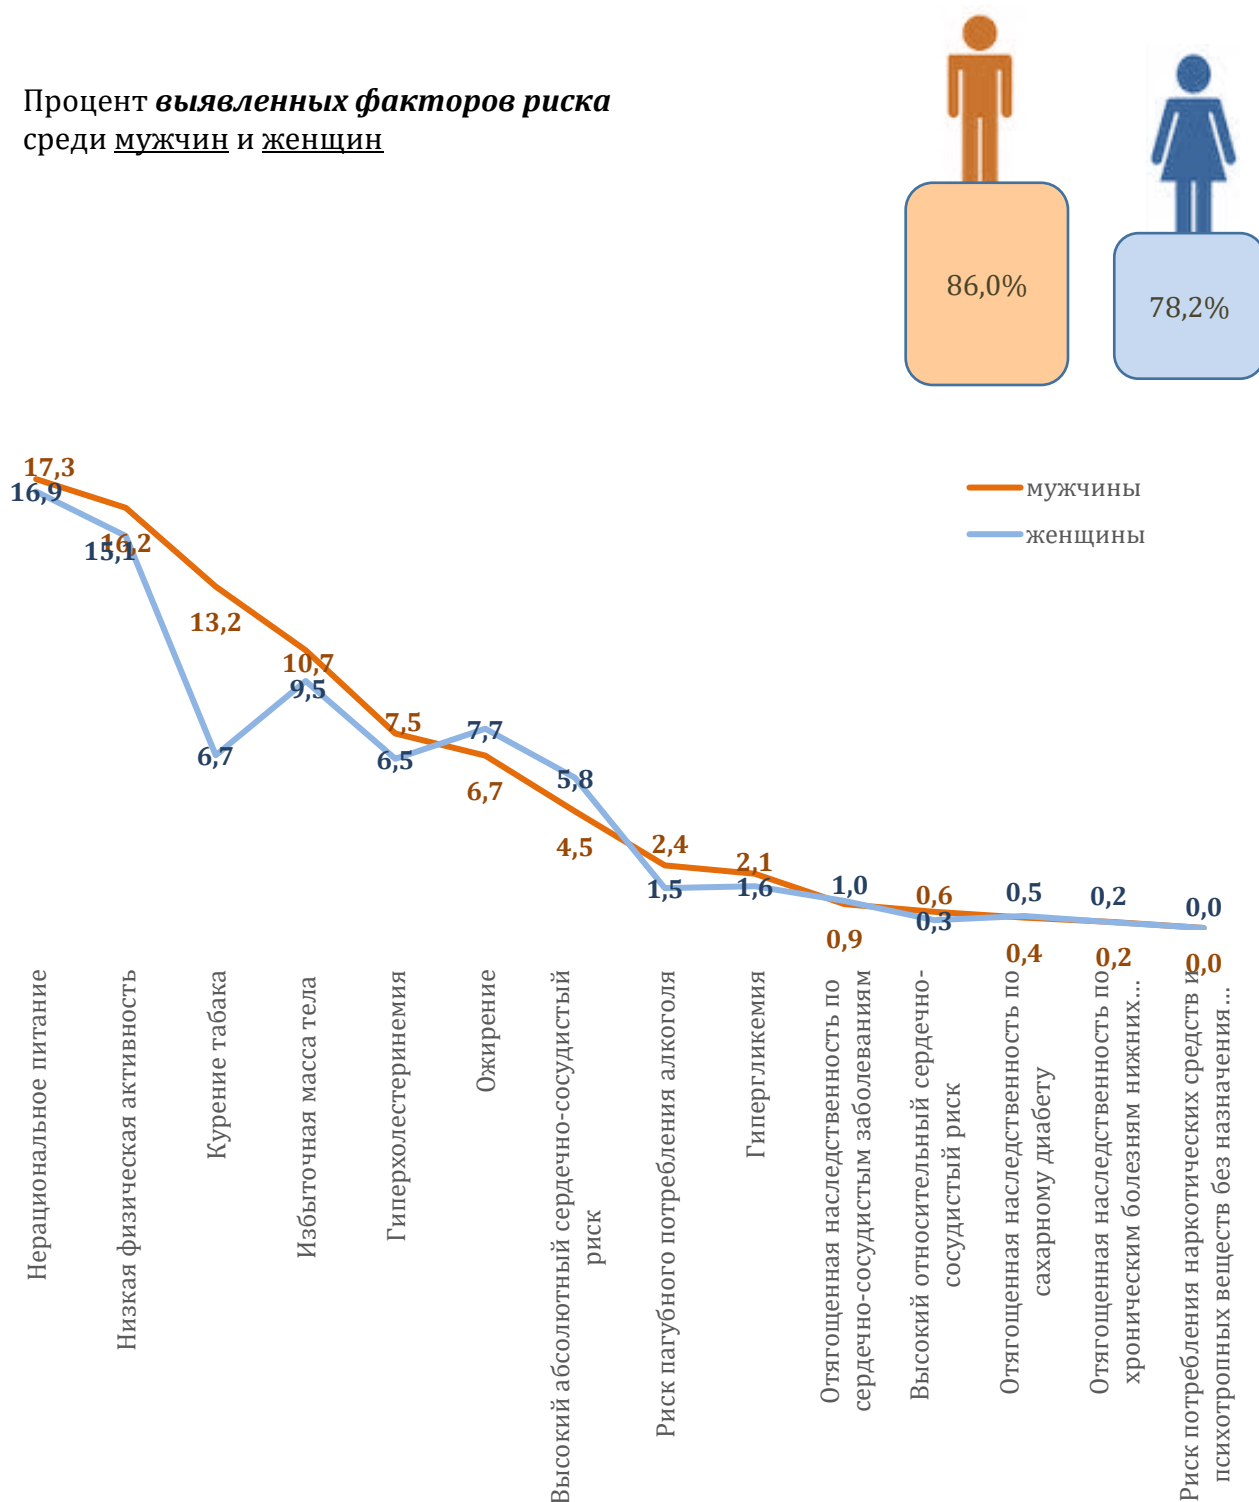 Процент выявленных факторов риска
среди мужчин и женщин
86,0%
78,2%
мужчины
женщины
17,3
16,9
16,2
15,1
13,2
6,7
10,7
9,5
7,5
6,5
7,7
6,7
5,8
4,5
2,4
1,5
2,1
1,6
1,0
0,9
0,6
0,3
0,5
0,4
0,2
0,2
0,0
0,0
Нерациональное питание
Низкая физическая активность
Курение табака
Избыточная масса тела
Гиперхолестеринемия
Ожирение
Высокий абсолютный сердечно-сосудистый
риск
Риск пагубного потребления алкоголя
Гипергликемия
Отягощенная наследственность по
сердечно-сосудистым заболеваниям
Высокий относительный сердечно-
сосудистый риск
Отягощенная наследственность по
сахарному диабету
Отягощенная наследственность по
хроническим болезням нижних…
Риск потребления наркотических средств и
психотропных веществ без назначения…